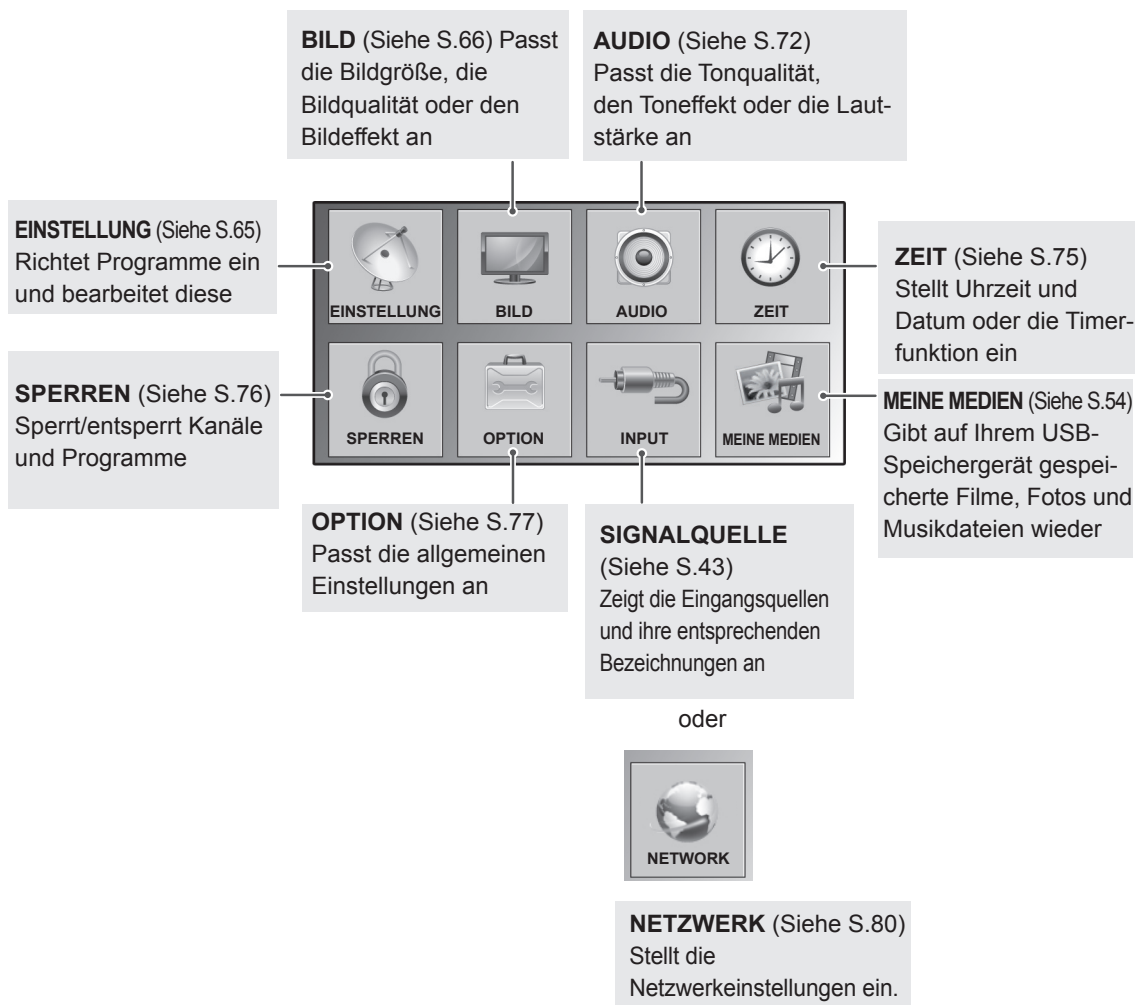 BILD (Siehe S.66) Passt
die Bildgröße, die
Bildqualität oder den
Bildeffekt an
AUDIO (Siehe S.72)
Passt die Tonqualität,
den Toneffekt oder die Laut-
stärke an
EINSTELLUNG (Siehe S.65)
Richtet Programme ein
und bearbeitet diese
EINSTELLUNG
BILD
AUDIO
ZEIT
ZEIT (Siehe S.75)
Stellt Uhrzeit und
Datum oder die Timer-
funktion ein
SPERREN (Siehe S.76)
Sperrt/entsperrt Kanäle
und Programme
SPERREN
OPTION
INPUT
MEINE MEDIEN
MEINE MEDIEN (Siehe S.54)
Gibt auf Ihrem USB-
Speichergerät gespei-
cherte Filme, Fotos und
Musikdateien wieder
OPTION (Siehe S.77)
Passt die allgemeinen
Einstellungen an
SIGNALQUELLE
(Siehe S.43)
Zeigt die Eingangsquellen
und ihre entsprechenden
Bezeichnungen an
oder
NETWORK
NETZWERK (Siehe S.80)
Stellt die
Netzwerkeinstellungen ein.